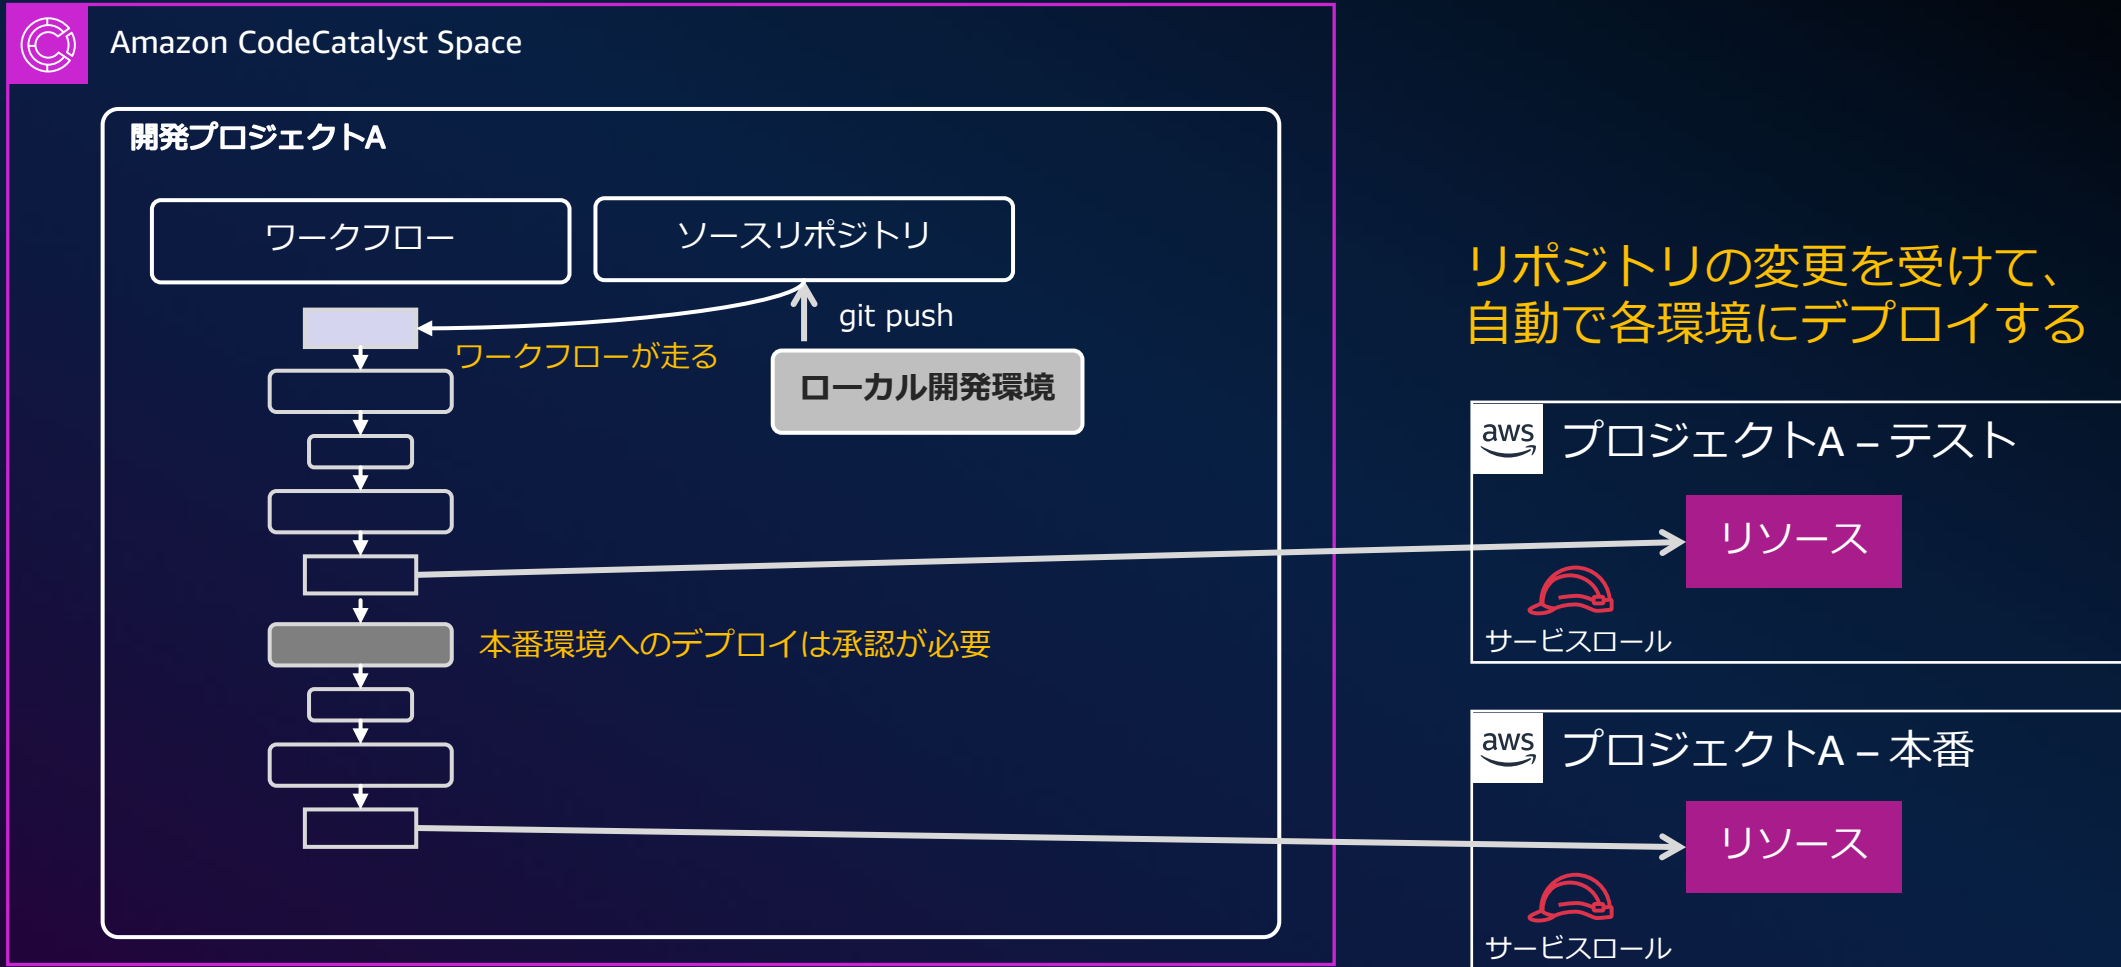 Amazon CodeCatalyst Space
開発プロジェクトA
ワークフロー
ソースリポジトリ
git push
ワークフローが走る
ローカル開発環境
本番環境へのデプロイは承認が必要
リポジトリの変更を受けて、
自動で各環境にデプロイする
aws
プロジェクトA – テスト
リソース
サービスロール
aws
プロジェクトA – 本番
リソース
サービスロール